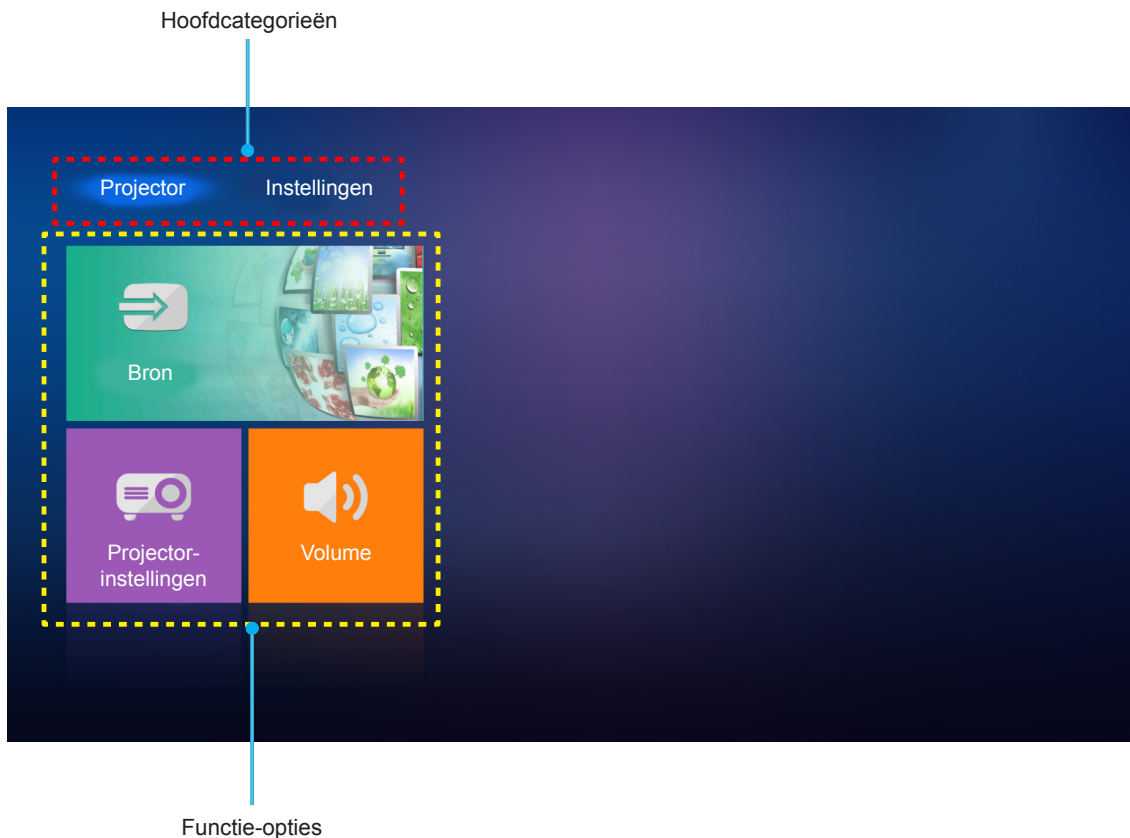 Hoofdcategorieën
Projector
Instellingen
Bron
Projector-
instellingen
Volume
Functie-opties